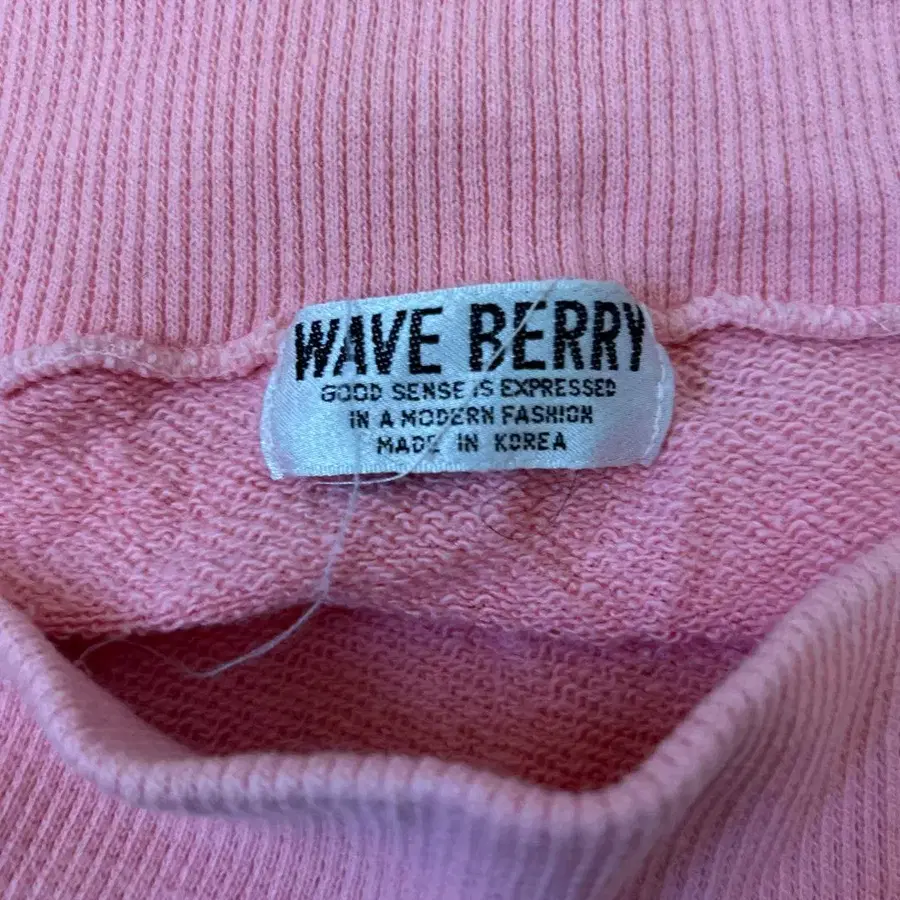 WAVE BERRY
GOOD SENSE IS EXPRESSED
IN A MODERN FASHION
MADE IN KOREA